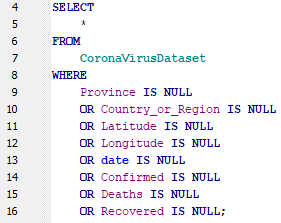 4 SELECT
5 *
6 FROM
7 CoronaVirusDataset
8 WHERE
9 Province IS NULL
10 OR Country_or_Region IS NULL
11 OR Latitude IS NULL
12 OR Longitude IS NULL
13 OR date IS NULL
14 OR Confirmed IS NULL
15 OR Deaths IS NULL
16 OR Recovered IS NULL;